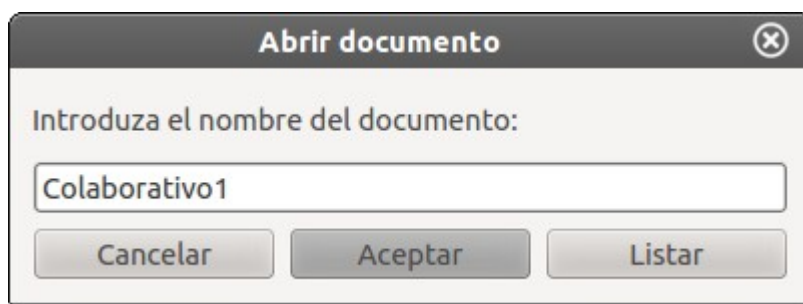 Abrir documento
Introduza el nombre del documento:
Colaborativo1
Cancelar Aceptar Listar